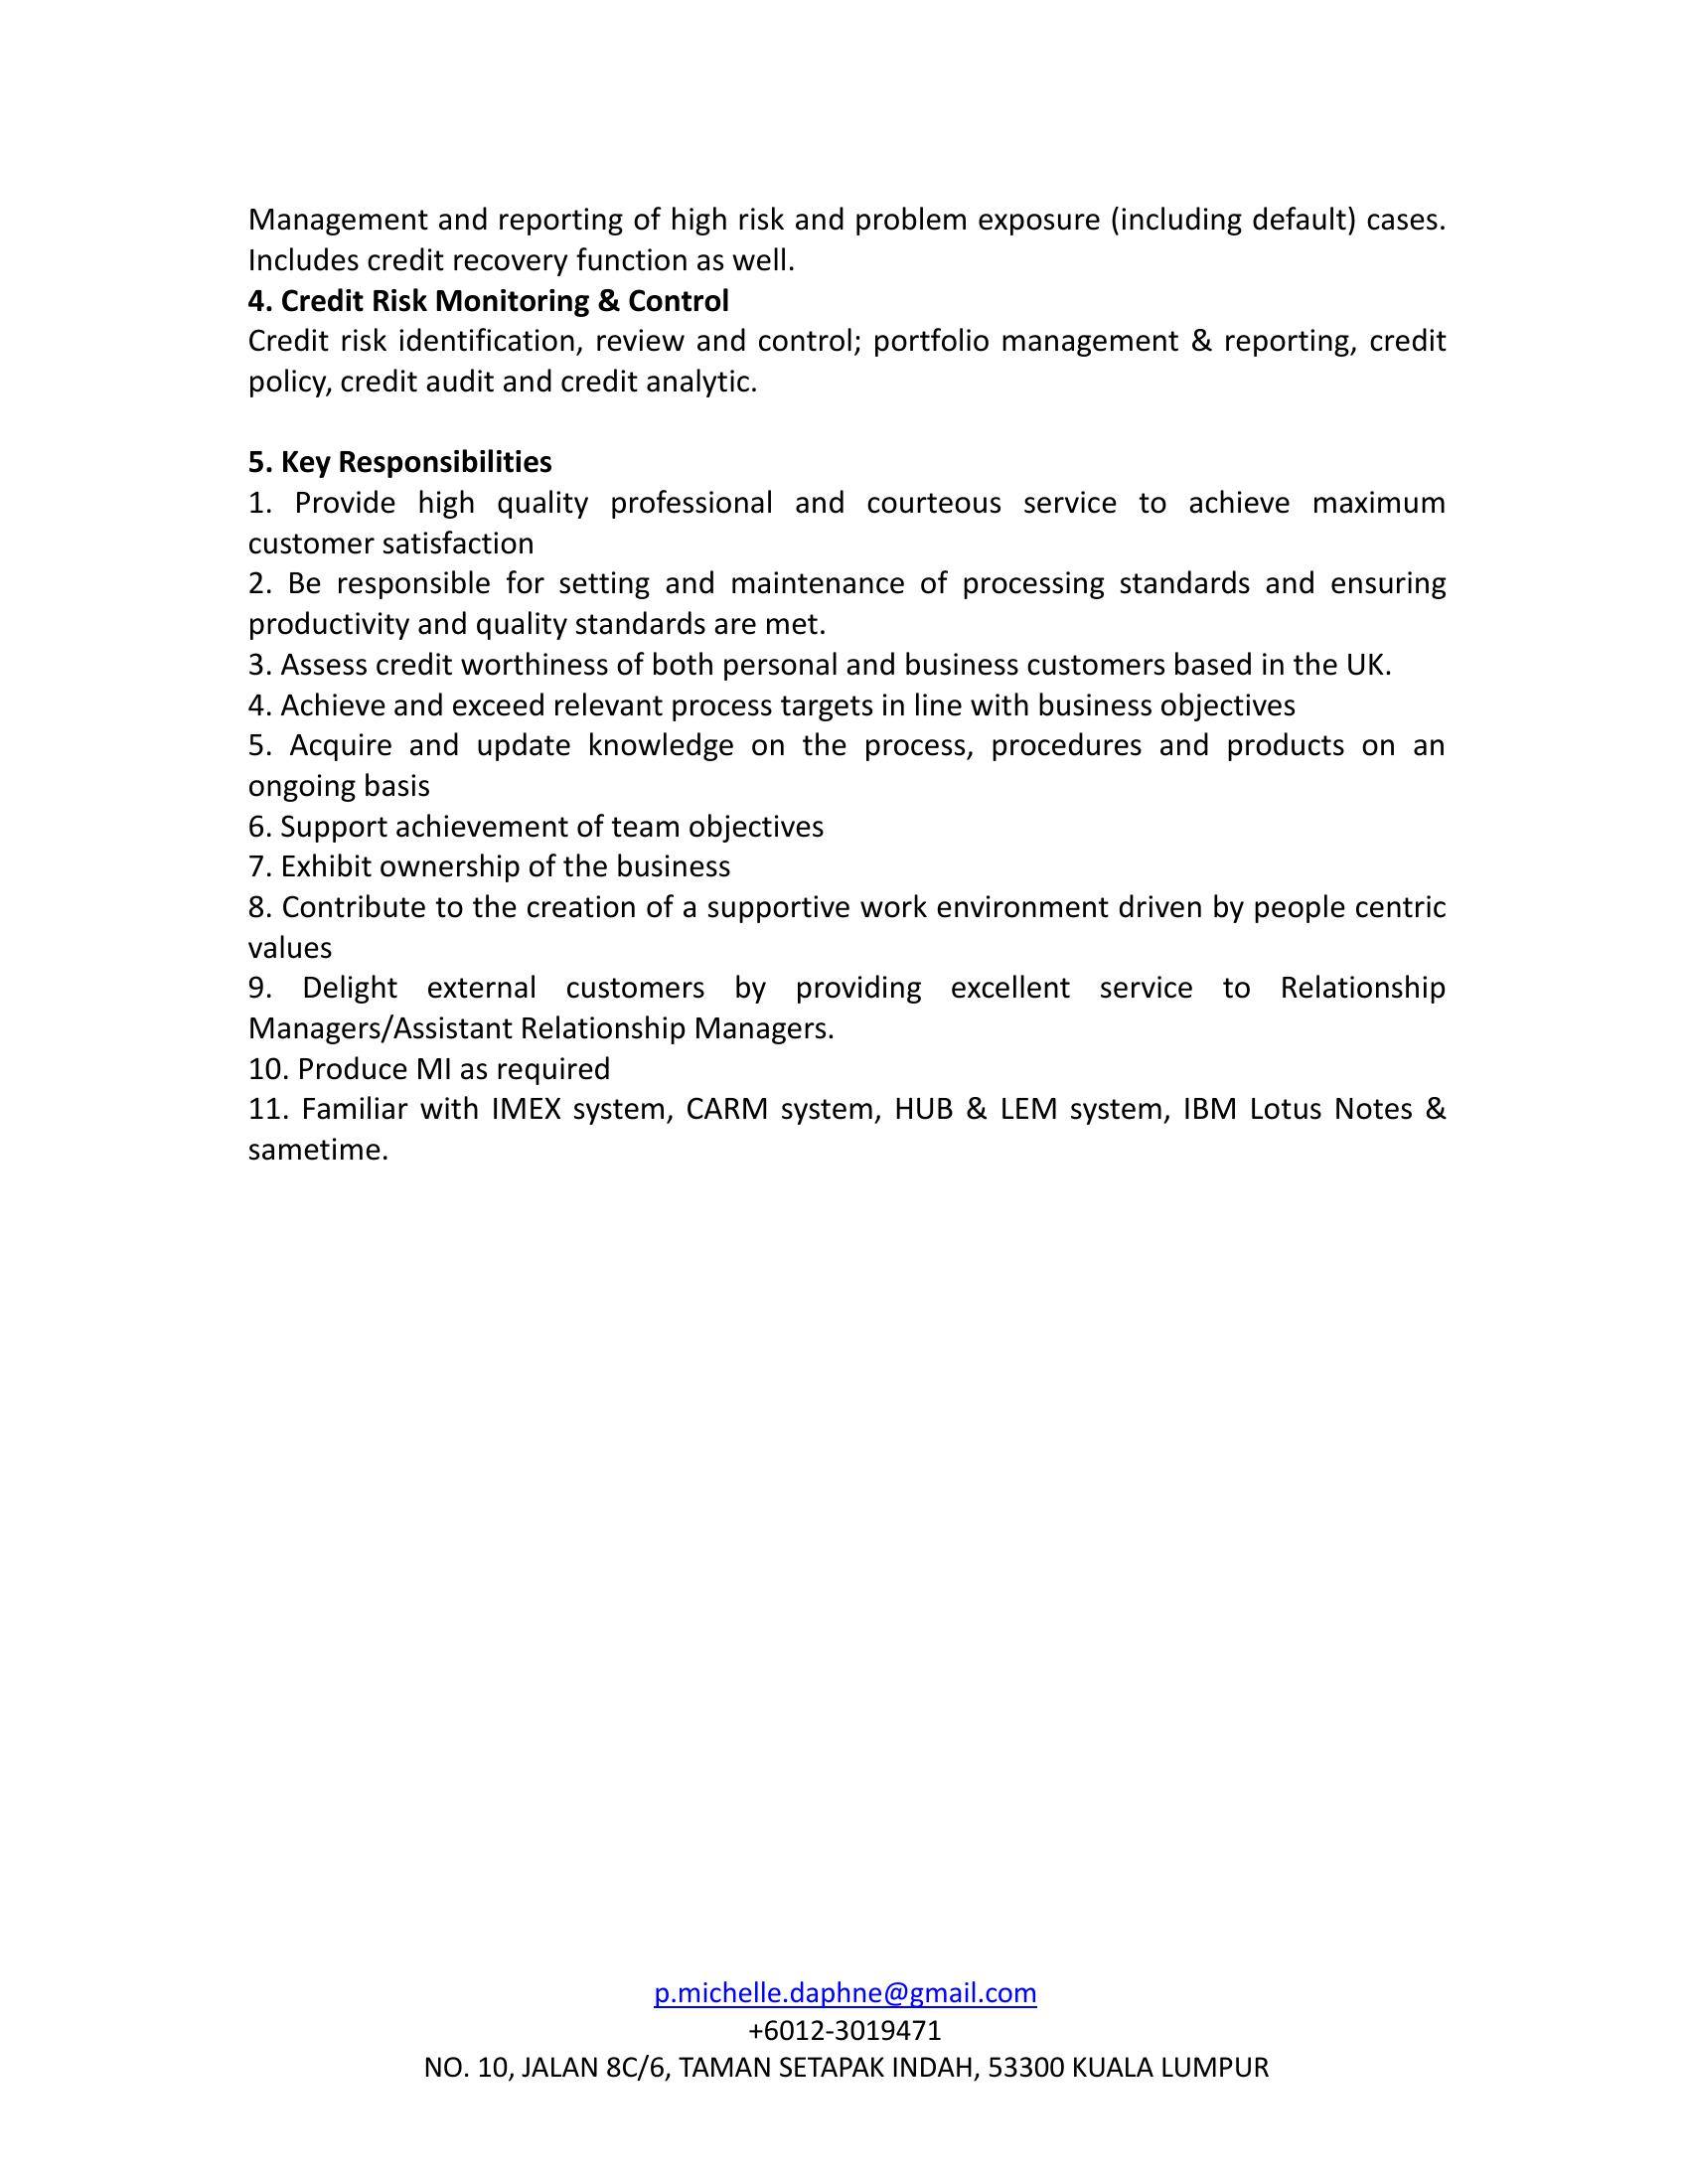 Management and reporting of high risk and problem exposure (including default) cases.
Includes credit recovery function as well.
4. Credit Risk Monitoring & Control
Credit risk identification, review and control; portfolio management & reporting, credit
policy, credit audit and credit analytic.
5. Key Responsibilities
1. Provide high quality professional and courteous service to achieve maximum
customer satisfaction
2. Be responsible for setting and maintenance of processing standards and ensuring
productivity and quality standards are met.
3. Assess credit worthiness of both personal and business customers based in the UK.
4. Achieve and exceed relevant process targets in line with business objectives
5. Acquire and update knowledge on the process, procedures and products on an
ongoing basis
6. Support achievement of team objectives
7. Exhibit ownership of the business
8. Contribute to the creation of a supportive work environment driven by people centric
values
9. Delight external customers by providing excellent service to Relationship
Managers/Assistant Relationship Managers.
10. Produce MI as required
11. Familiar with IMEX system, CARM system, HUB & LEM system, IBM Lotus Notes &
sametime.
p.michelle.daphne@gmail.com
+6012-3019471
NO. 10, JALAN 8C/6, TAMAN SETAPAK INDAH, 53300 KUALA LUMPUR